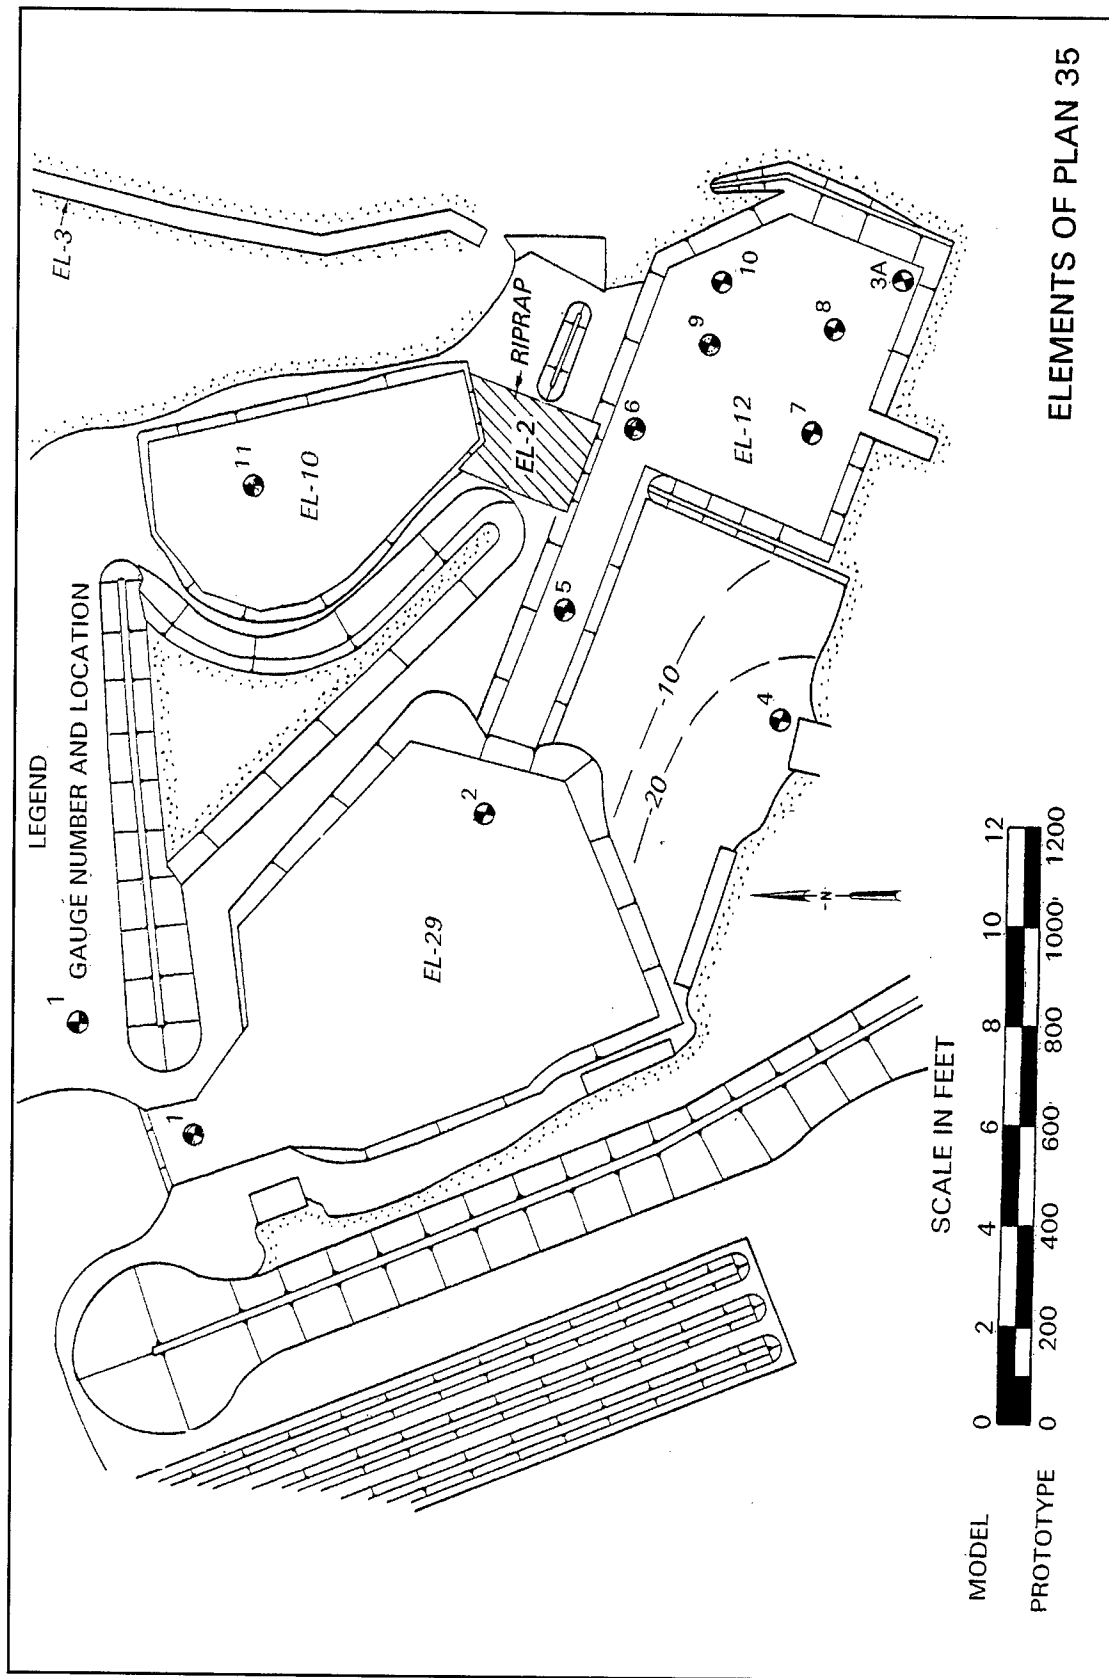 LEGEND
1
GAUGE NUMBER AND LOCATION
1
2
EL-29
EL-3
11
EL-10
EL-2
RIPRAP
5
6
9
10
EL-12
7
8
3A
4
-10
-20
-N-
SCALE IN FEET
MODEL
0 2 4 6 8 10 12
PROTOTYPE
0 200 400 600 800 1000 1200
ELEMENTS OF PLAN 35